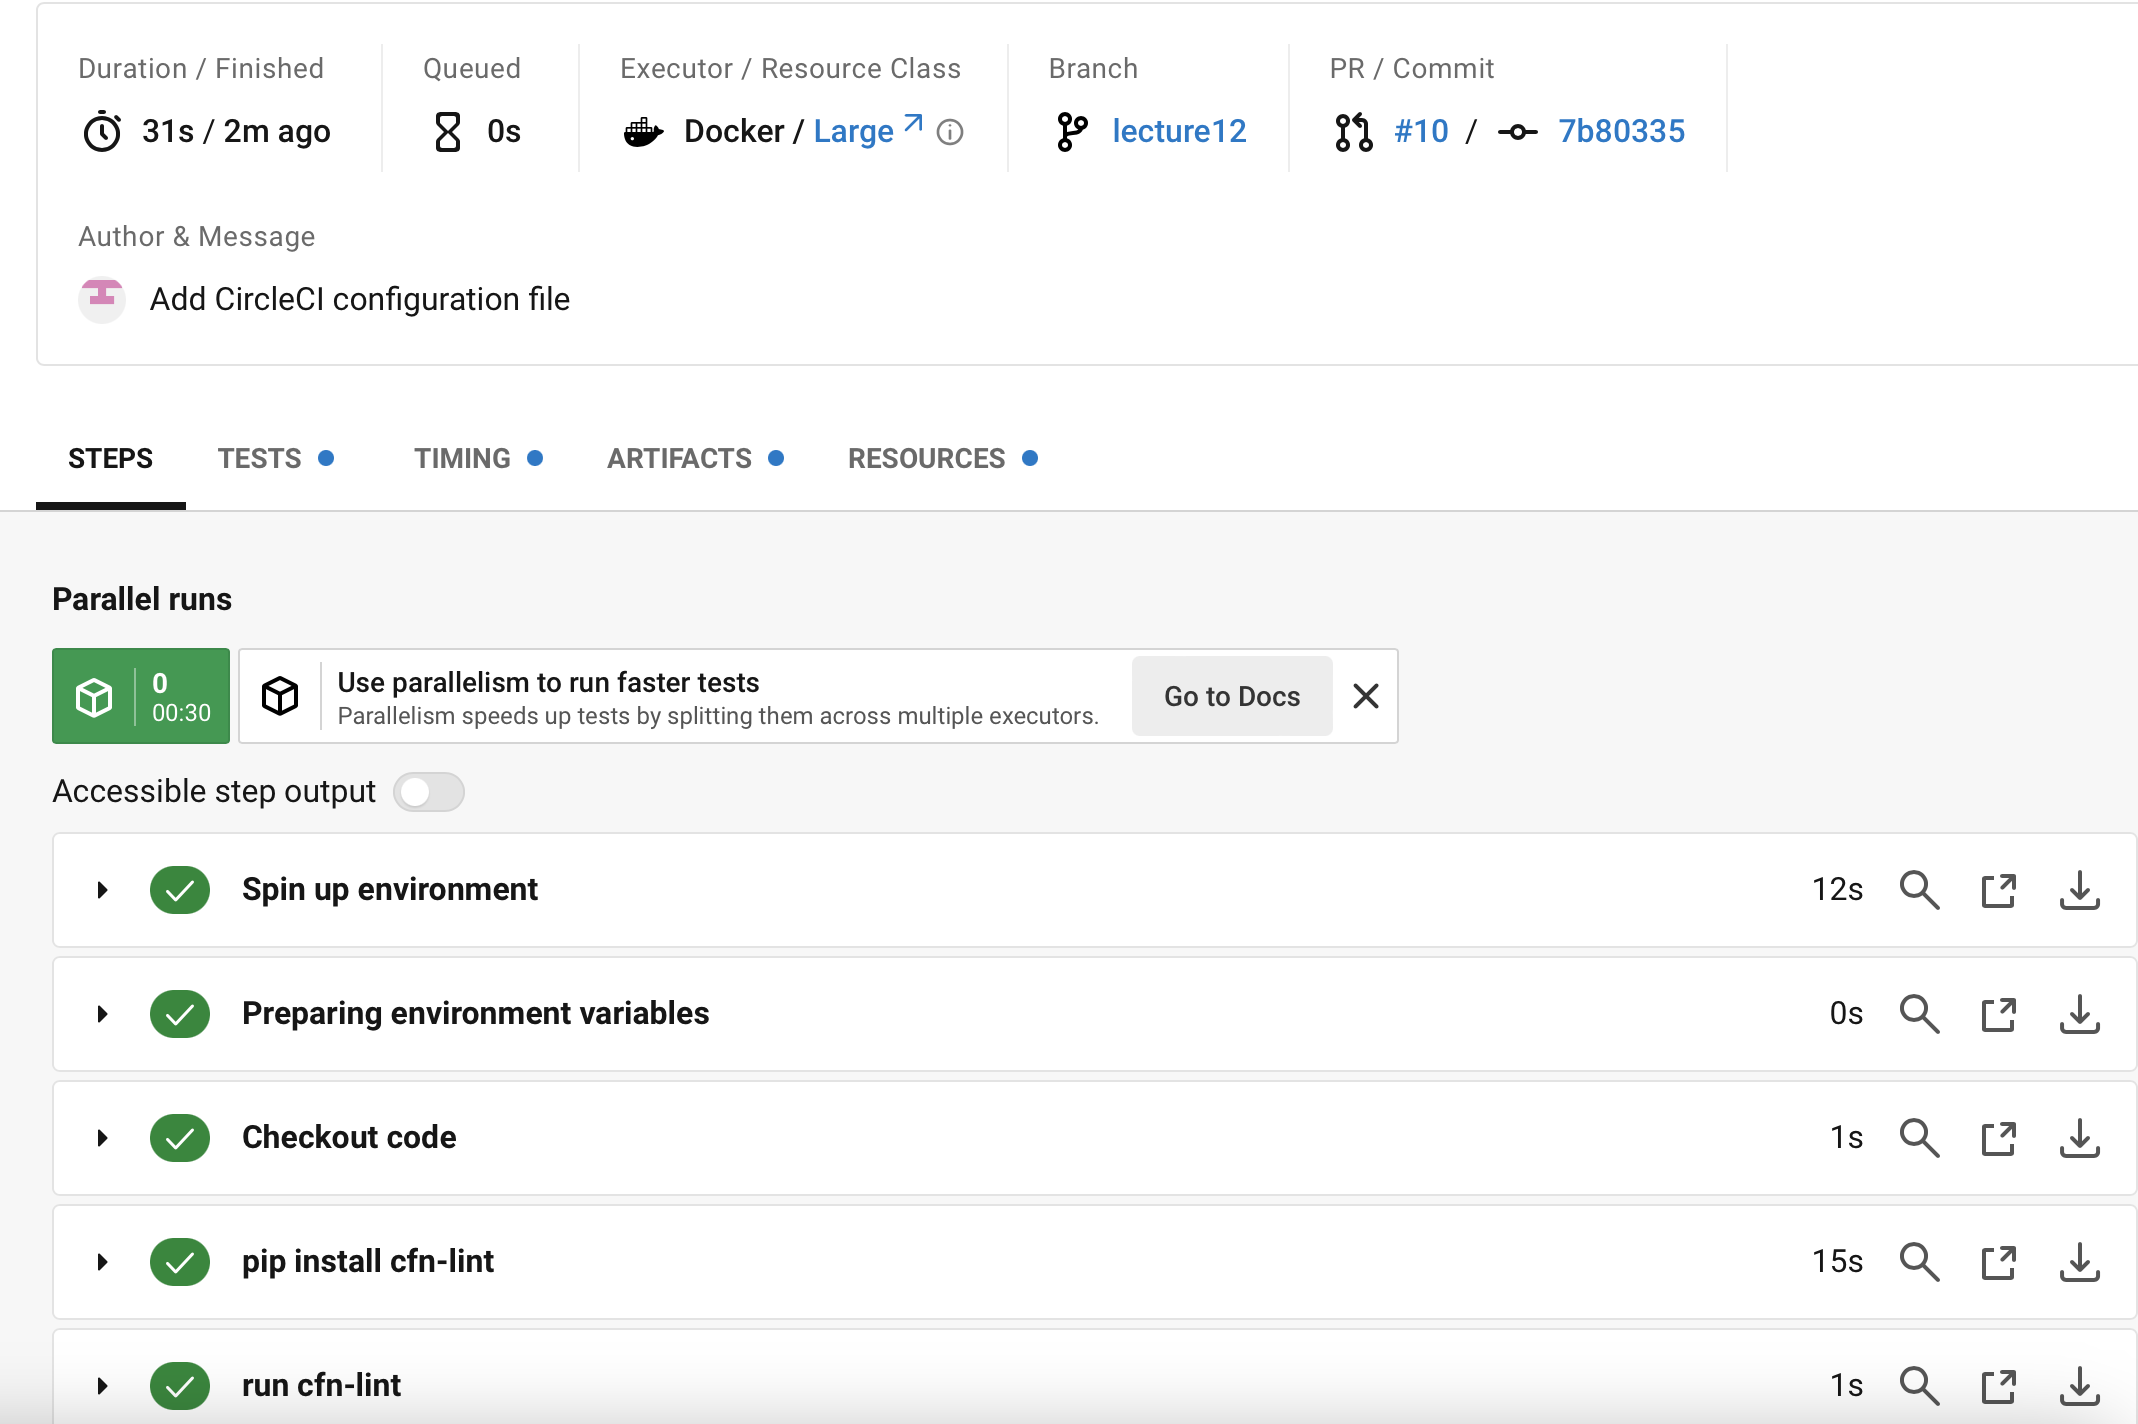 Duration / Finished Queued Executor / Resource Class Branch PR / Commit
31s / 2m ago 0s Docker / Large lecture12 #10 / 7b80335
Author & Message
Add CircleCI configuration file
STEPS TESTS TIMING ARTIFACTS RESOURCES
Parallel runs
0
00:30
Use parallelism to run faster tests
Parallelism speeds up tests by splitting them across multiple executors.
Go to Docs
Accessible step output
Spin up environment 12s
Preparing environment variables 0s
Checkout code 1s
pip install cfn-lint 15s
run cfn-lint 1s